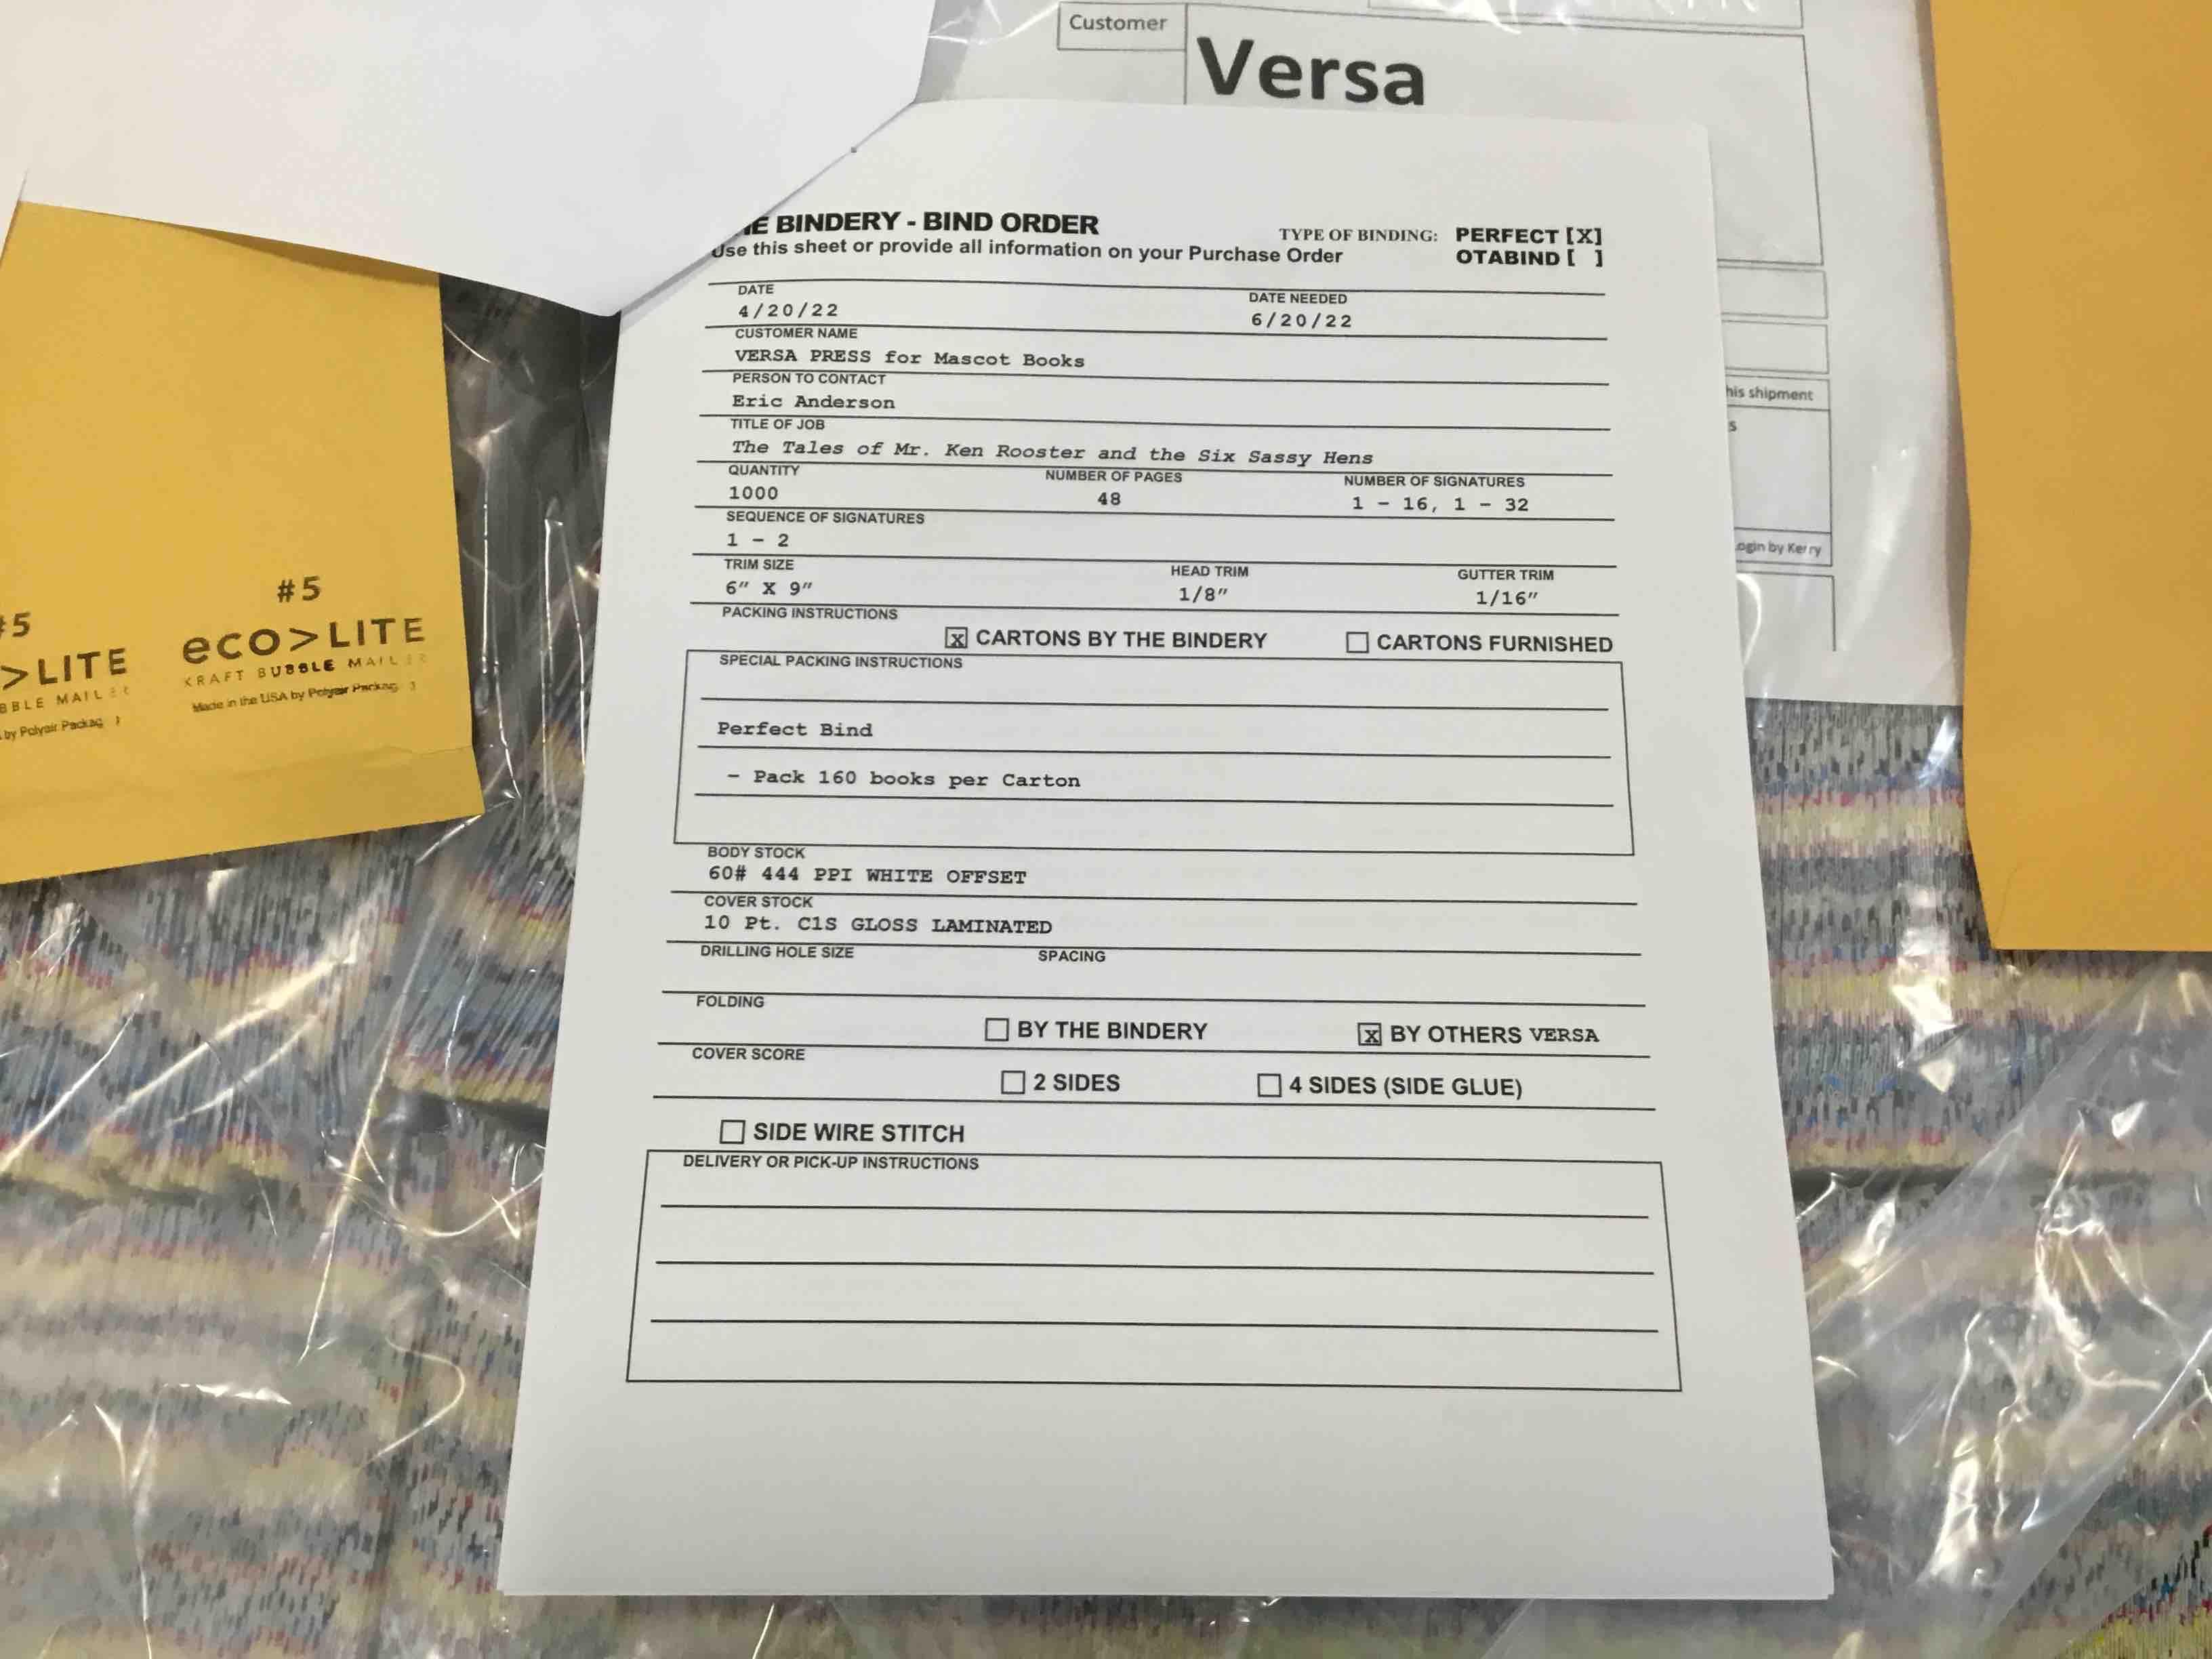 Customer
Versa
E BINDERY - BIND ORDER
Use this sheet or provide all information on your Purchase Order
TYPE OF BINDING: PERFECT [X]
OTABIND [ ]
DATE
4/20/22
DATE NEEDED
6/20/22
CUSTOMER NAME
VERSA PRESS for Mascot Books
PERSON TO CONTACT
Eric Anderson
TITLE OF JOB
The Tales of Mr. Ken Rooster and the Six Sassy Hens
QUANTITY
1000
NUMBER OF PAGES
48
NUMBER OF SIGNATURES
1 - 16, 1 - 32
SEQUENCE OF SIGNATURES
1 - 2
TRIM SIZE
6" X 9"
HEAD TRIM
1/8"
GUTTER TRIM
1/16"
PACKING INSTRUCTIONS
[x] CARTONS BY THE BINDERY
[ ] CARTONS FURNISHED
SPECIAL PACKING INSTRUCTIONS
Perfect Bind
- Pack 160 books per Carton
BODY STOCK
60# 444 PPI WHITE OFFSET
COVER STOCK
10 Pt. C1S GLOSS LAMINATED
DRILLING HOLE SIZE
SPACING
FOLDING
[ ] BY THE BINDERY
[x] BY OTHERS VERSA
COVER SCORE
[ ] 2 SIDES
[ ] 4 SIDES (SIDE GLUE)
[ ] SIDE WIRE STITCH
DELIVERY OR PICK-UP INSTRUCTIONS
his shipment
s
ogin by Kerry
#5
eco>LITE
KRAFT BUBBLE MAILER
Made in the USA by Polyair Packag
#5
>LITE
BBLE MAILER
by Polyair Packag